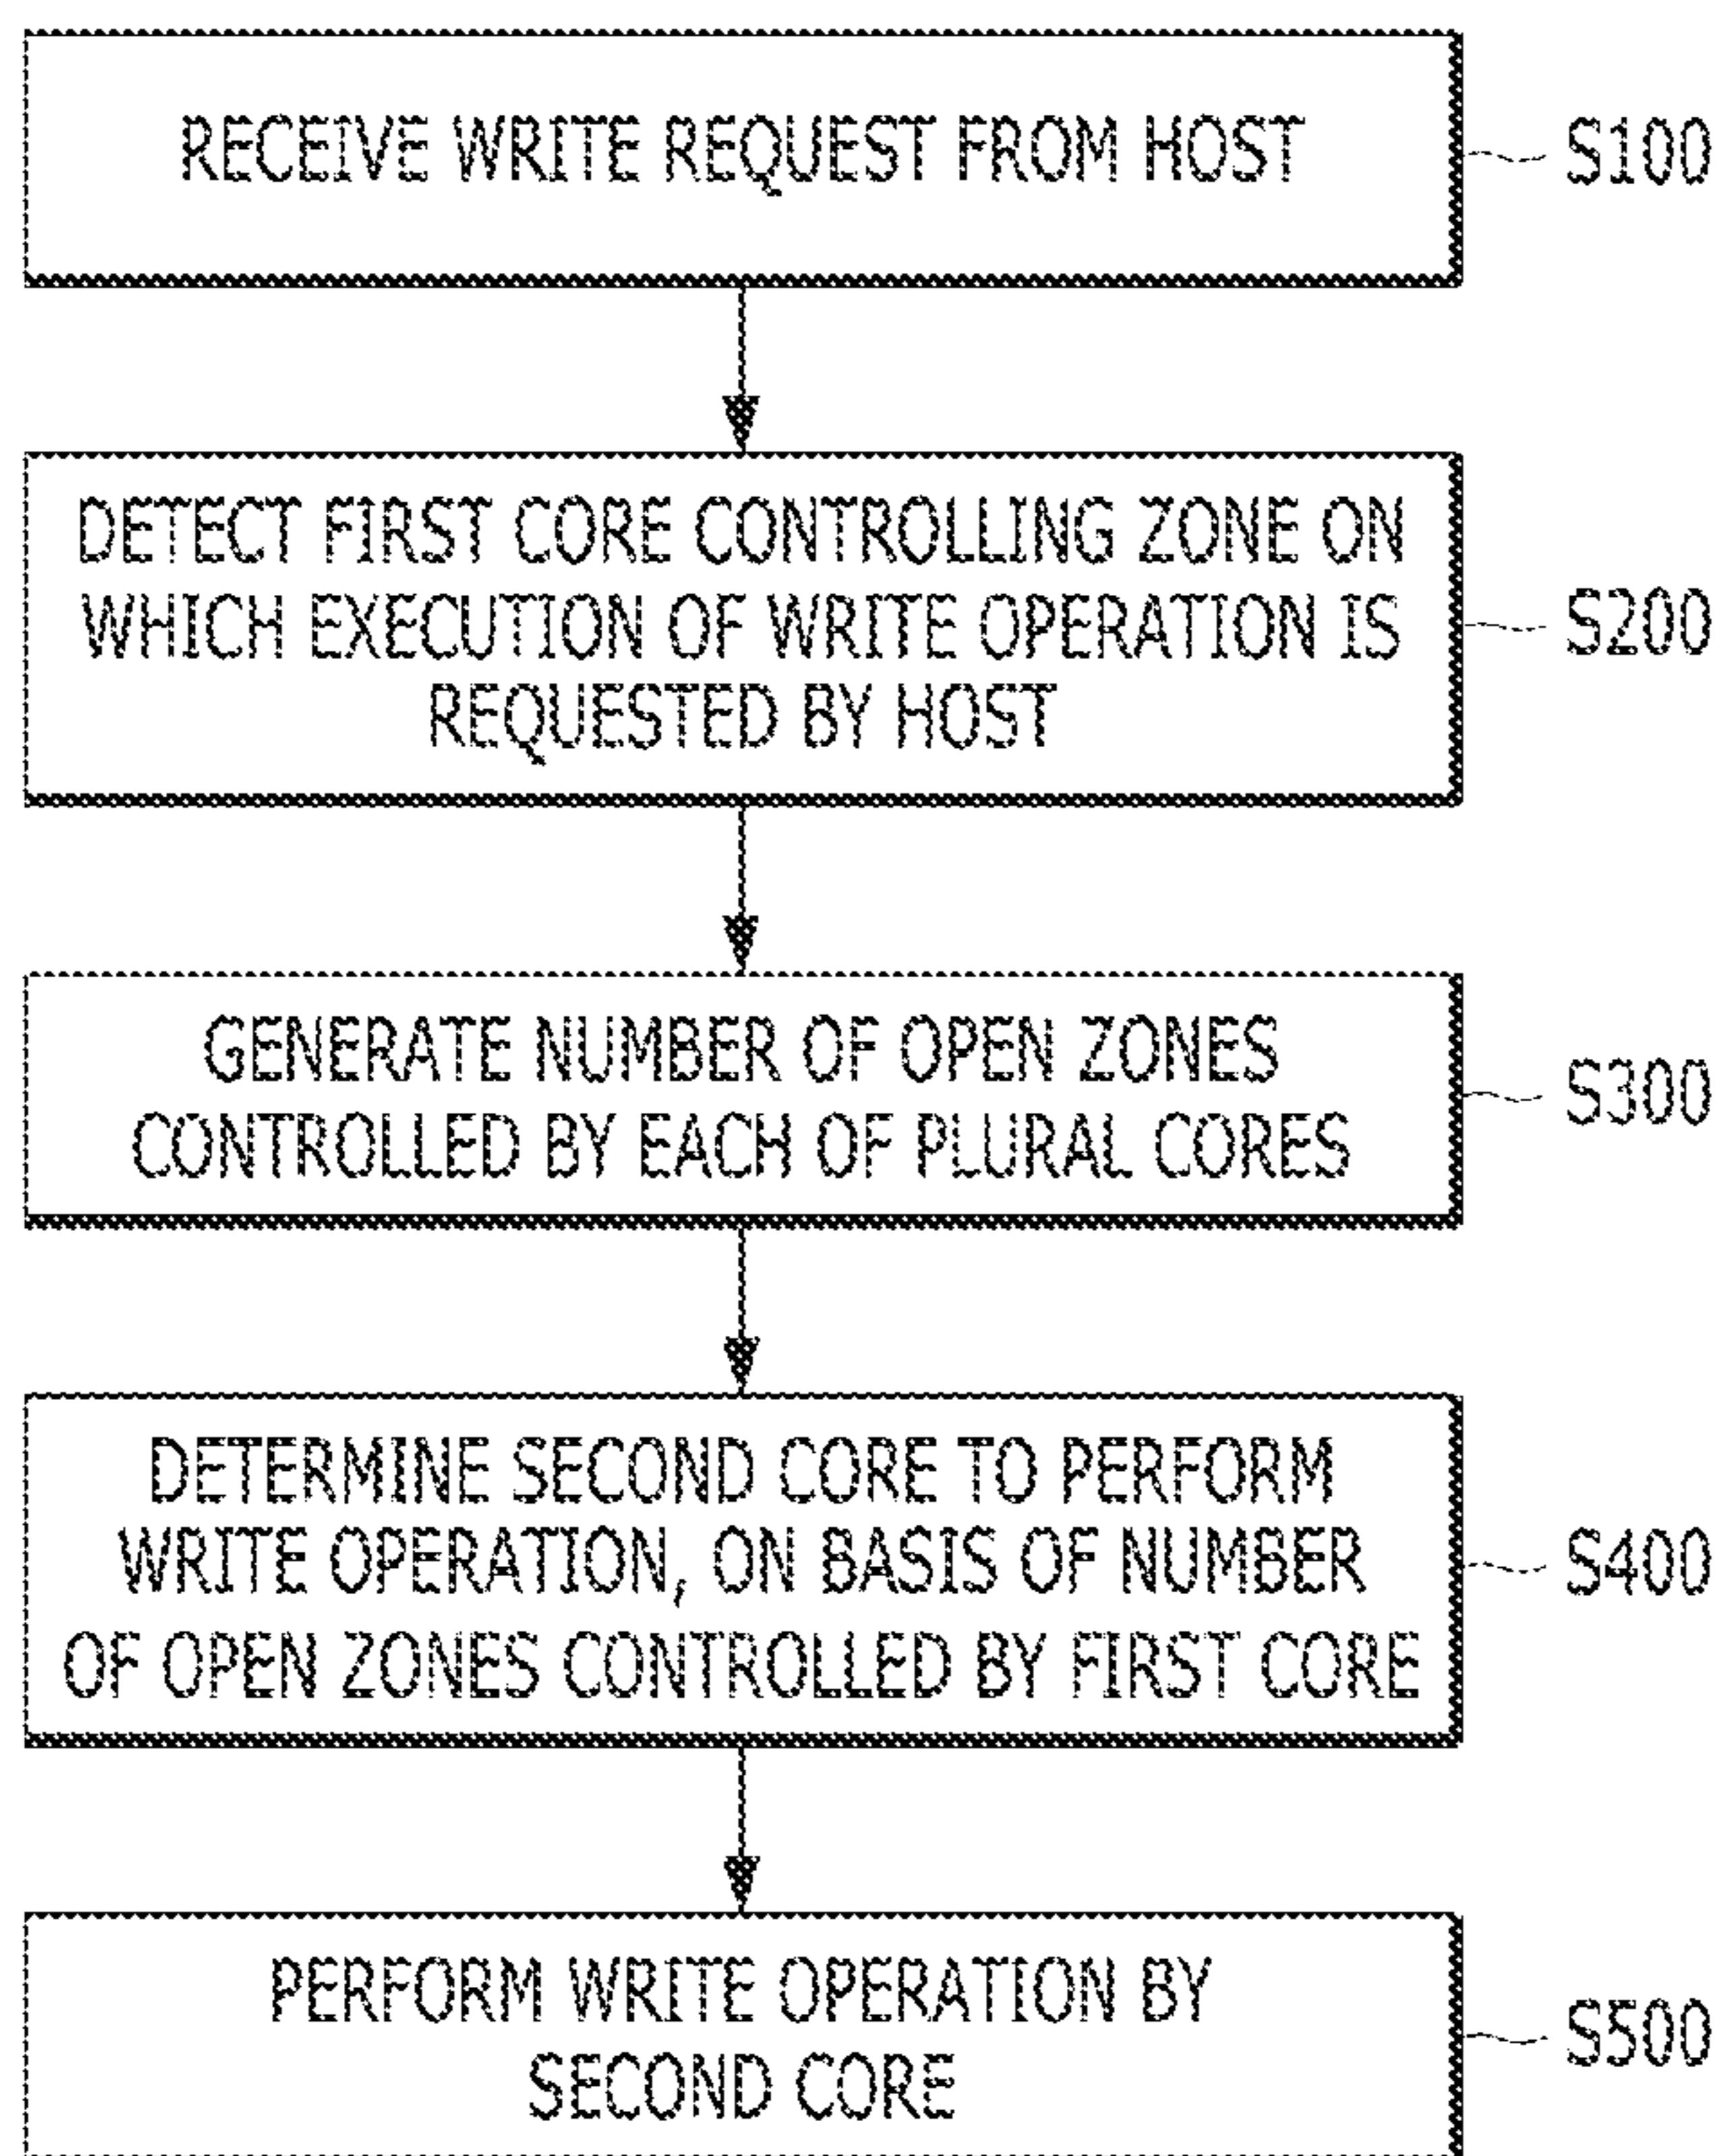 RECEIVE WRITE REQUEST FROM HOST
S100
DETECT FIRST CORE CONTROLLING ZONE ON
WHICH EXECUTION OF WRITE OPERATION IS
REQUESTED BY HOST
S200
GENERATE NUMBER OF OPEN ZONES
CONTROLLED BY EACH OF PLURAL CORES
S300
DETERMINE SECOND CORE TO PERFORM
WRITE OPERATION, ON BASIS OF NUMBER
OF OPEN ZONES CONTROLLED BY FIRST CORE
S400
PERFORM WRITE OPERATION BY
SECOND CORE
S500